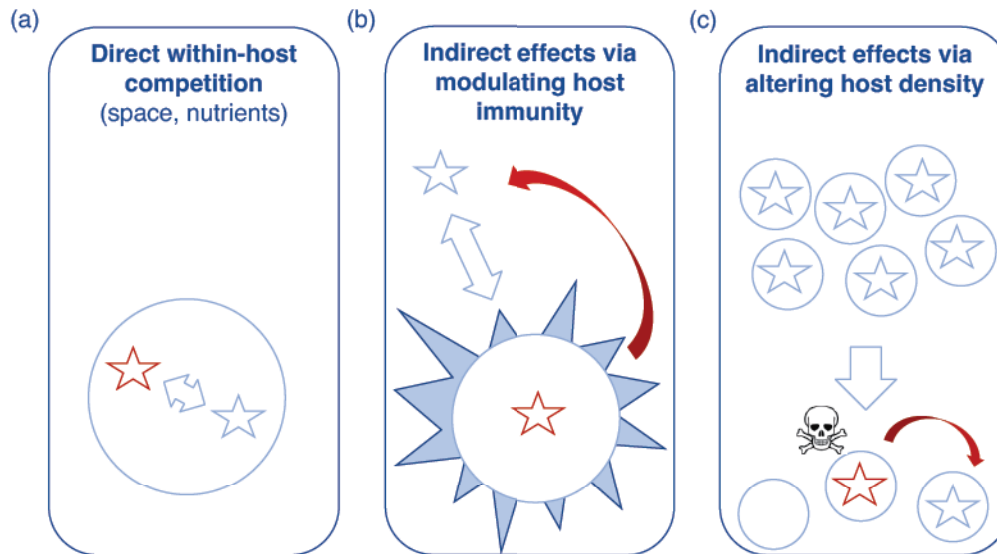 (a)
Direct within-host
competition
(space, nutrients)
(b)
Indirect effects via
modulating host
immunity
(c)
Indirect effects via
altering host density